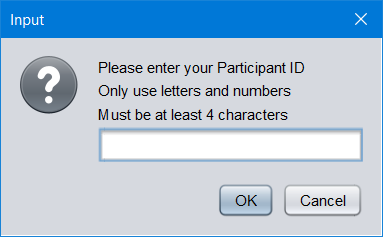 Input
Please enter your Participant ID
Only use letters and numbers
Must be at least 4 characters
OK Cancel